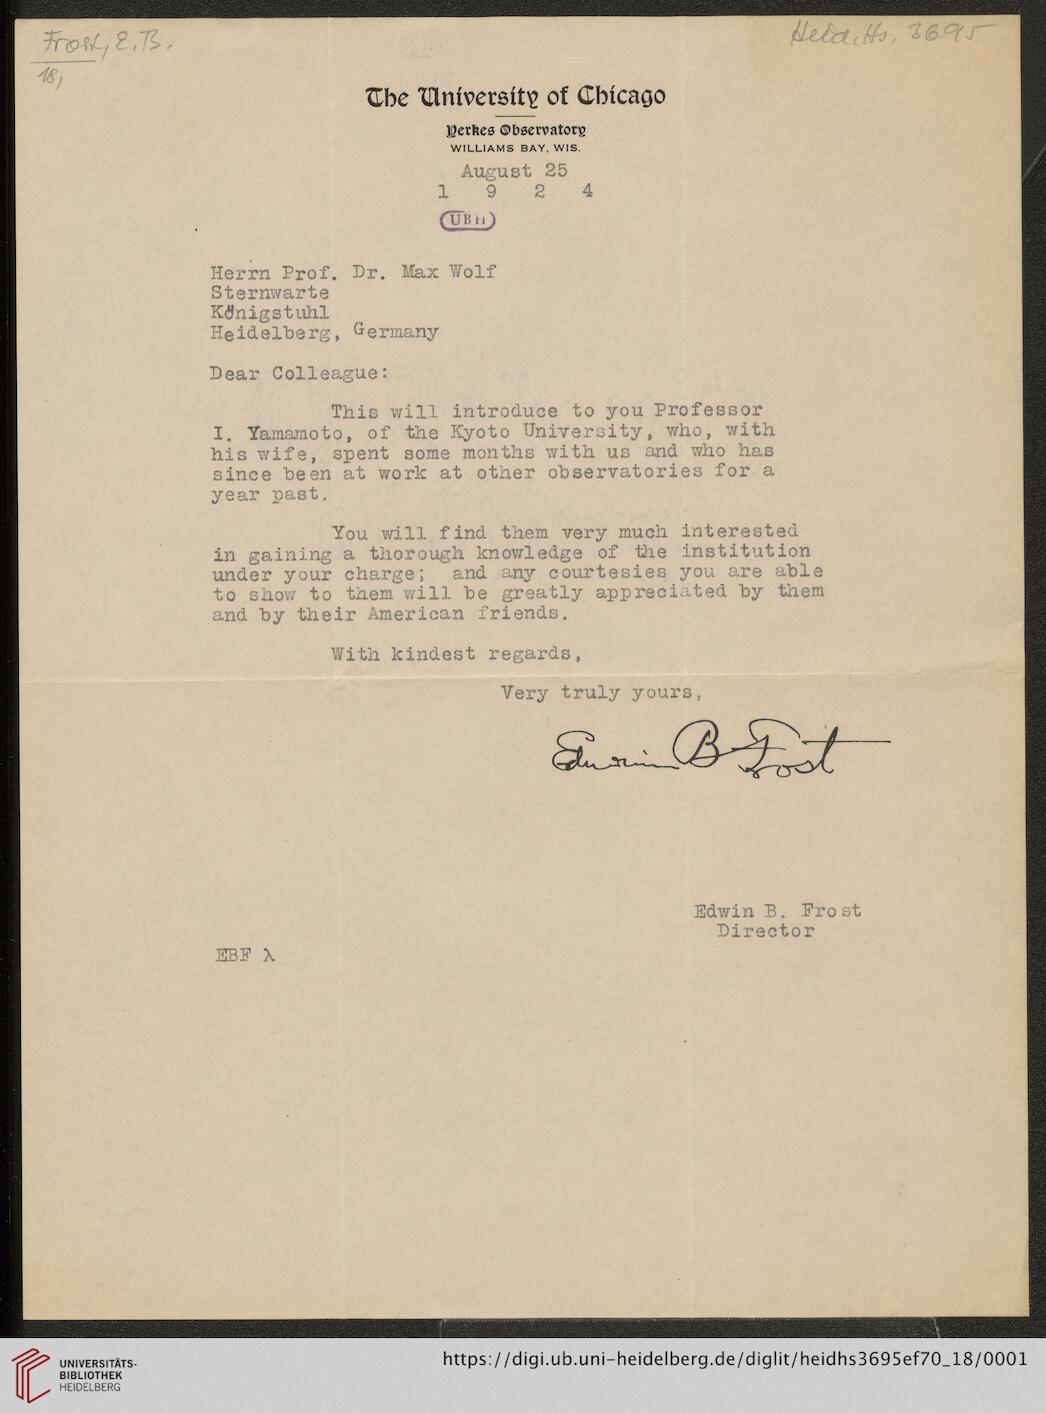 Frost, E. B.
18,
Heid. Hs. 3695
The University of Chicago
Yerkes Observatory
WILLIAMS BAY, WIS.
August 25
1 9 2 4
UBH
Herrn Prof. Dr. Max Wolf
Sternwarte
Königstuhl
Heidelberg, Germany
Dear Colleague:
This will introduce to you Professor
I. Yamamoto, of the Kyoto University, who, with
his wife, spent some months with us and who has
since been at work at other observatories for a
year past.
You will find them very much interested
in gaining a thorough knowledge of the institution
under your charge; and any courtesies you are able
to show to them will be greatly appreciated by them
and by their American friends.
With kindest regards,
Very truly yours,
Edwin B Frost
Edwin B. Frost
Director
EBF λ
UNIVERSITÄTS-
BIBLIOTHEK
HEIDELBERG
https://digi.ub.uni-heidelberg.de/diglit/heidhs3695ef70_18/0001